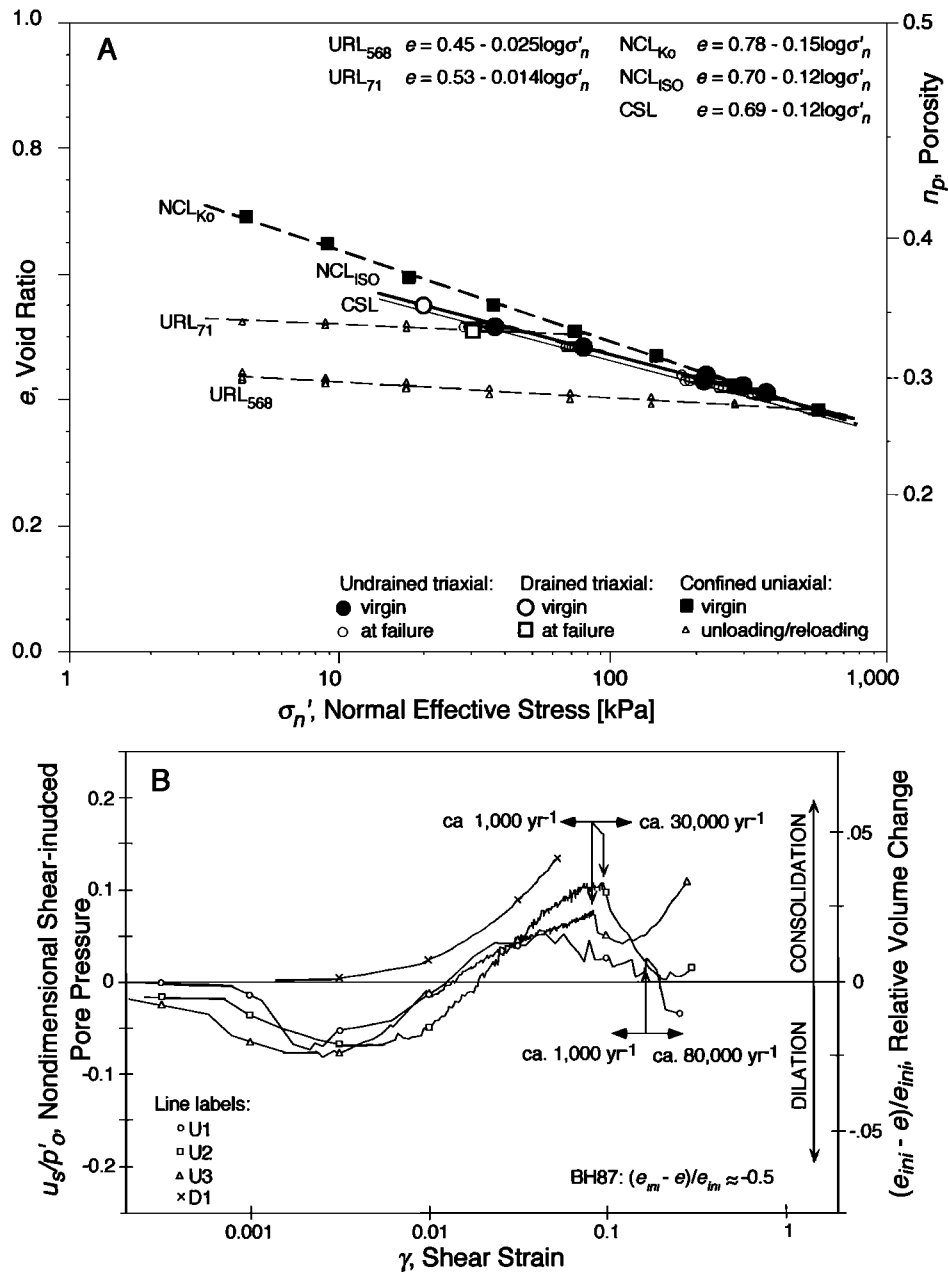 A
URL568 e = 0.45 - 0.025logσ'n
URL71 e = 0.53 - 0.014logσ'n
NCLKo e = 0.78 - 0.15logσ'n
NCLISO e = 0.70 - 0.12logσ'n
CSL e = 0.69 - 0.12logσ'n
1.0
0.8
0.6
0.4
0.2
0.0
e, Void Ratio
0.5
0.4
0.3
0.2
np, Porosity
NCLKo
NCLISO
CSL
URL71
URL568
Undrained triaxial:
virgin
at failure
Drained triaxial:
virgin
at failure
Confined uniaxial:
virgin
unloading/reloading
1
10
100
1,000
σn', Normal Effective Stress [kPa]
B
us/p'o, Nondimensional Shear-inudced
Pore Pressure
0.2
0.1
0
-0.1
-0.2
ca 1,000 yr-1
ca. 30,000 yr-1
ca. 1,000 yr-1
ca. 80,000 yr-1
CONSOLIDATION
DILATION
.05
0
-.05
(eini - e)/eini, Relative Volume Change
Line labels:
U1
U2
U3
D1
BH87: (eini - e)/eini ≈ -0.5
0.001
0.01
0.1
1
γ, Shear Strain